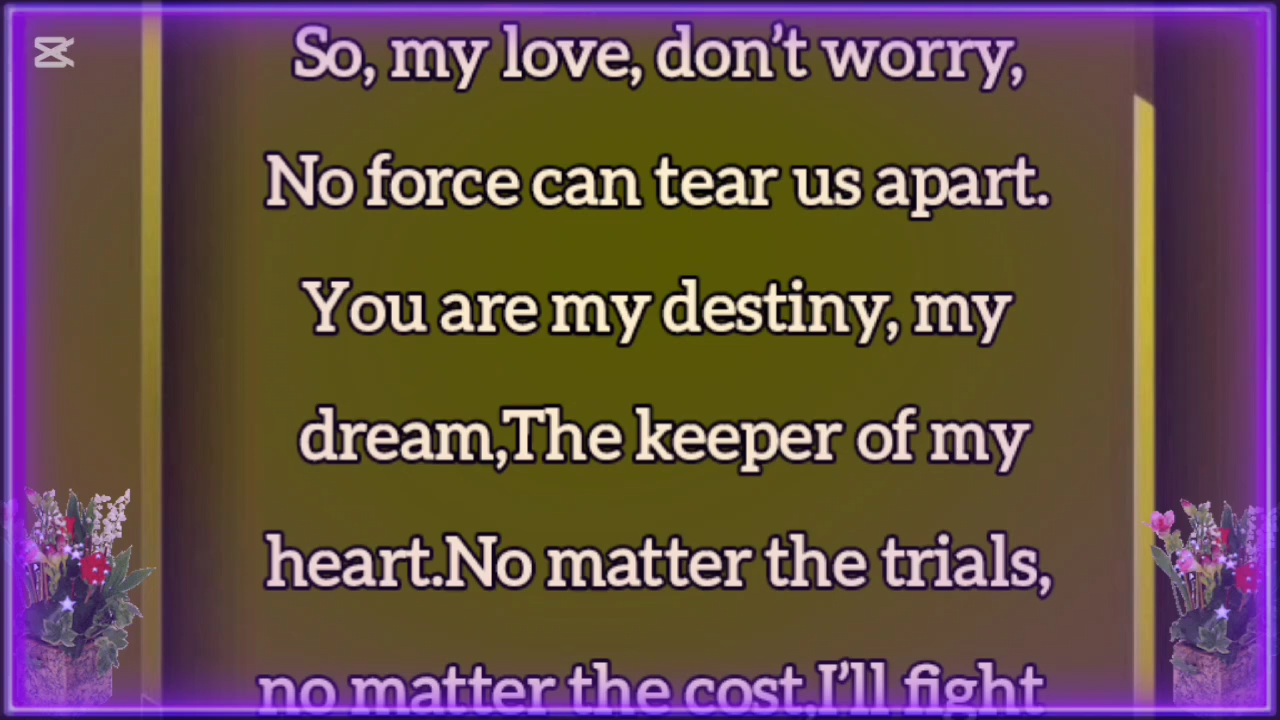 So, my love, don’t worry,
No force can tear us apart.
You are my destiny, my
dream,The keeper of my
heart.No matter the trials,
no matter the cost,I’ll fight